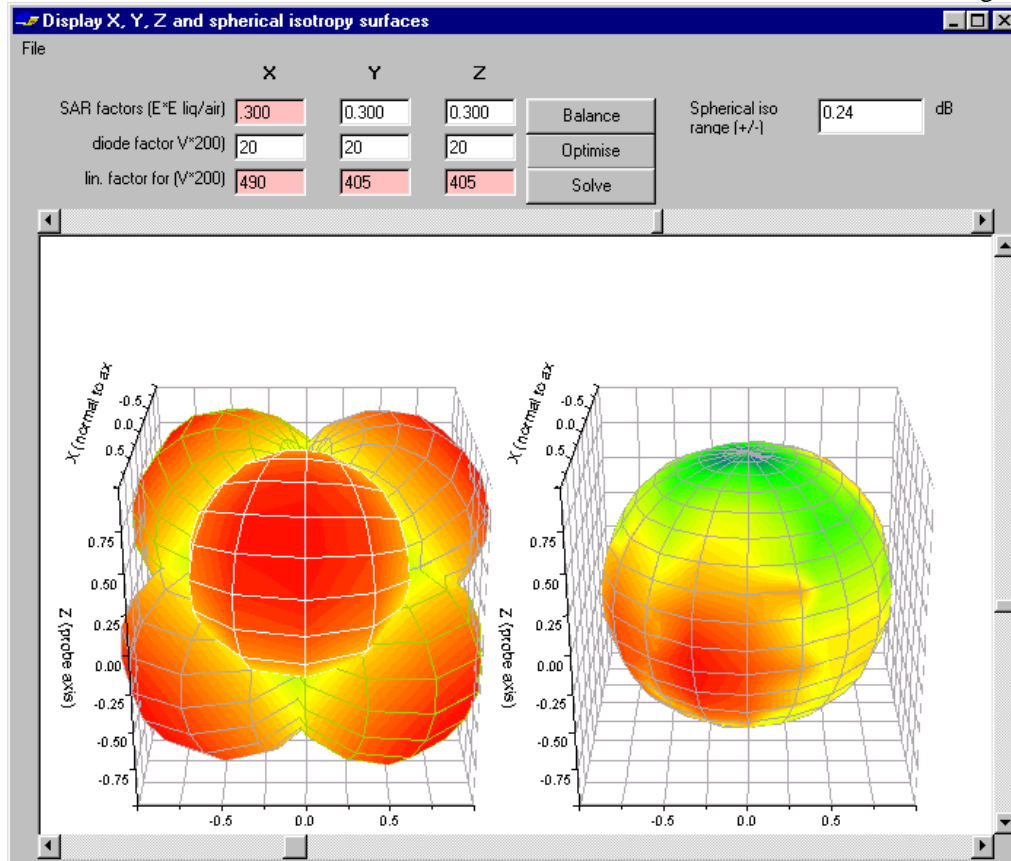 Display X, Y, Z and spherical isotropy surfaces
File
X Y Z
SAR factors (E*E liq/air) .300 0.300 0.300 Balance Spherical iso range (+/-) 0.24 dB
diode factor V*200) 20 20 20 Optimise
lin. factor for (V*200) 490 405 405 Solve
X (normal to ax
-0.5
0.0
0.5
0.75
0.50
0.25
0.00
-0.25
-0.50
-0.75
Z (probe axis)
-0.5 0.0 0.5
X (normal to ax
-0.5
0.0
0.5
0.75
0.50
0.25
0.00
-0.25
-0.50
-0.75
Z (probe axis)
-0.5 0.0 0.5